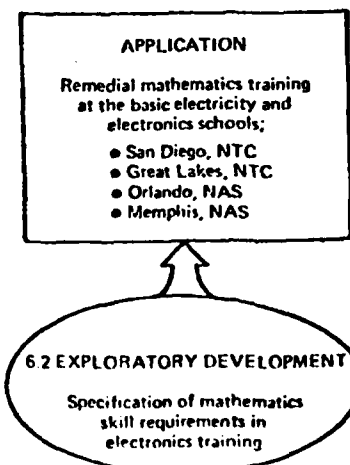 APPLICATION
Remedial mathematics training
at the basic electricity and
electronics schools;
● San Diego, NTC
● Great Lakes, NTC
● Orlando, NAS
● Memphis, NAS
6.2 EXPLORATORY DEVELOPMENT
Specification of mathematics
skill requirements in
electronics training